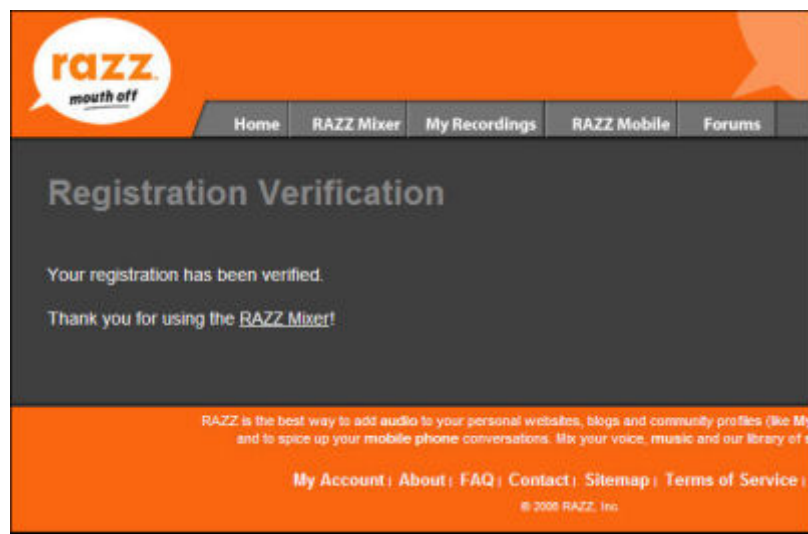 razz.
mouth off
Home RAZZ Mixer My Recordings RAZZ Mobile Forums
Registration Verification
Your registration has been verified.
Thank you for using the RAZZ Mixer!
RAZZ is the best way to add audio to your personal websites, blogs and community profiles (like My
and to spice up your mobile phone conversations. Mix your voice, music and our library of
My Account | About | FAQ | Contact | Sitemap | Terms of Service |
© 2006 RAZZ, Inc.